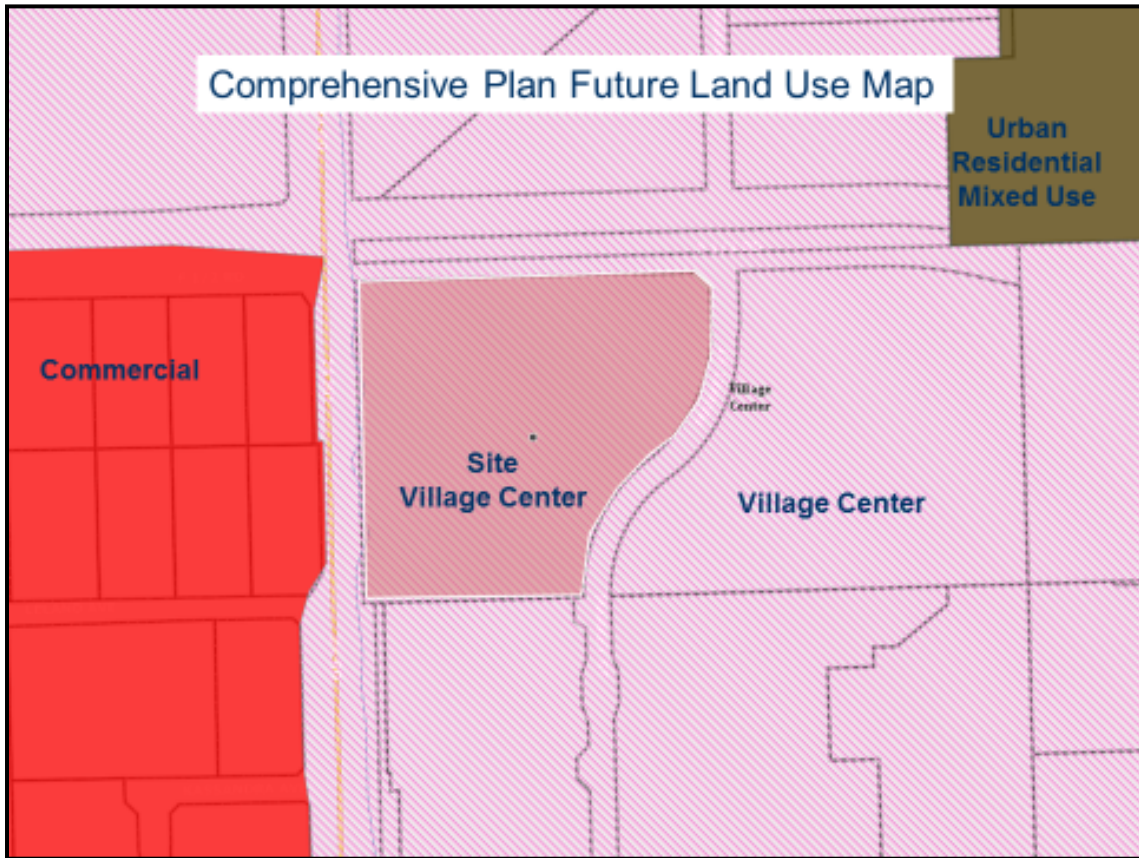 Comprehensive Plan Future Land Use Map
Urban
Residential
Mixed Use
Commercial
Village
Center
Site
Village Center
Village Center